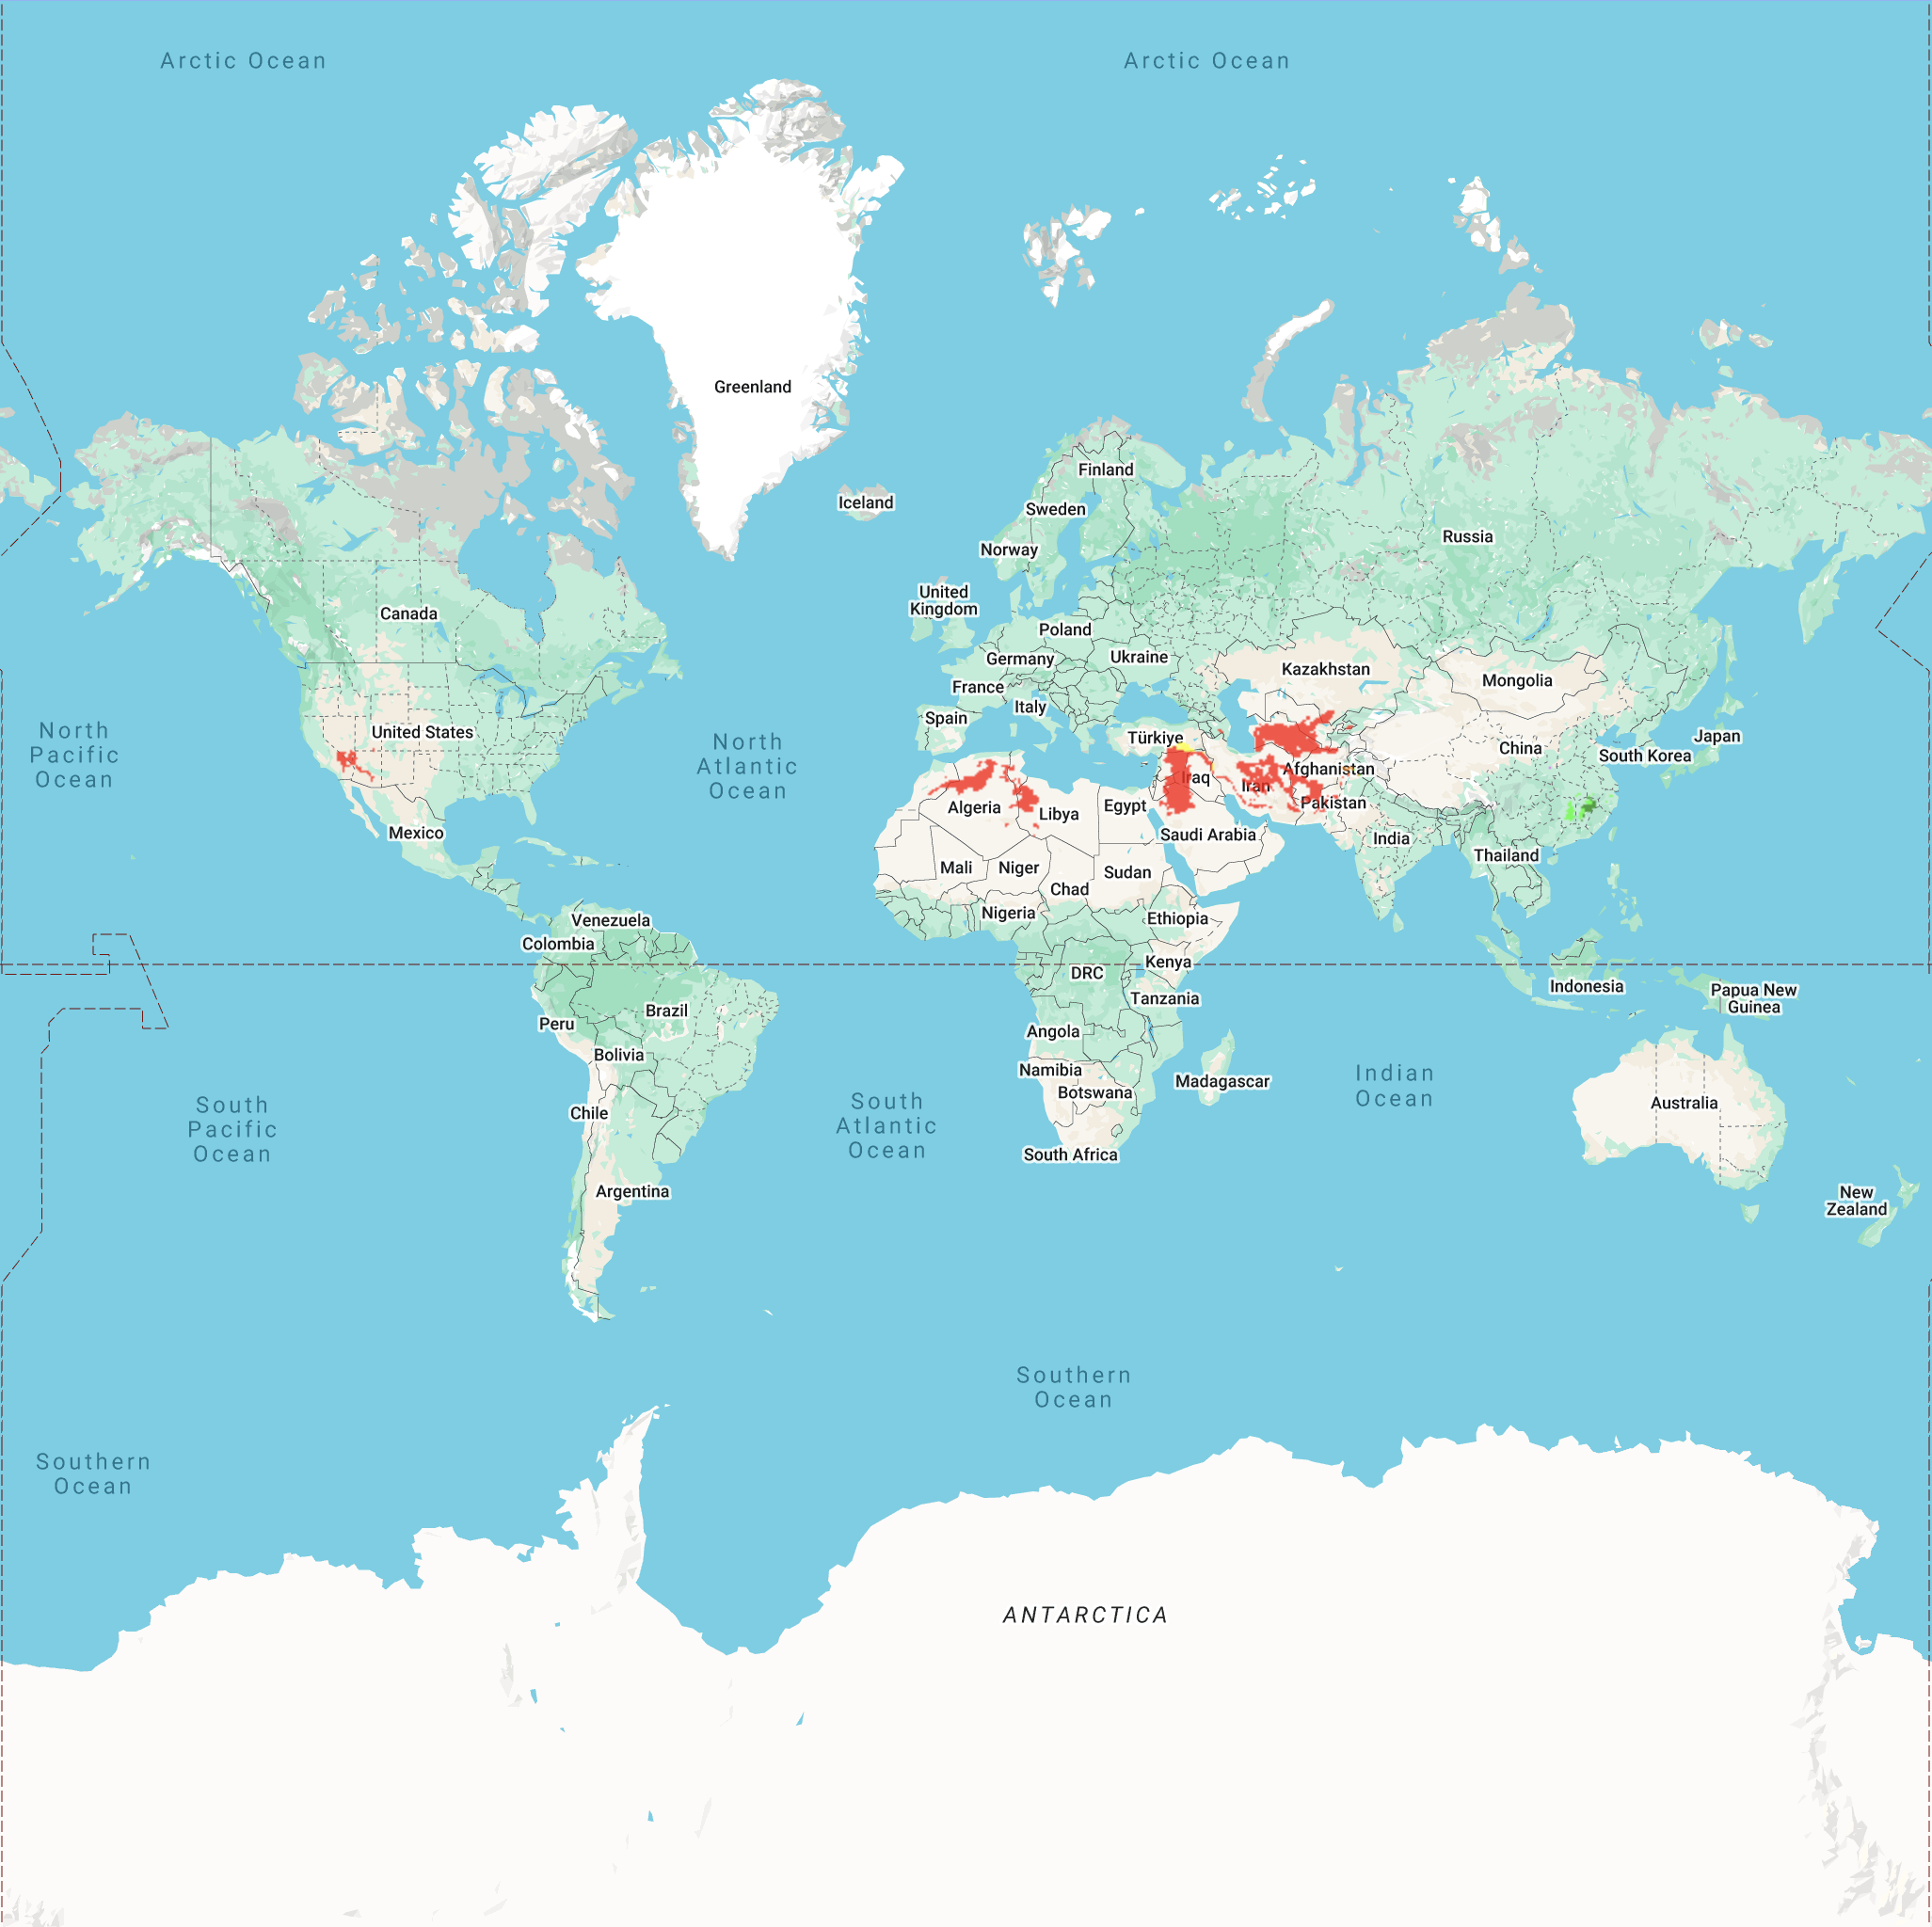 Arctic Ocean
Arctic Ocean
Greenland
Finland
Iceland
Sweden
Russia
Norway
United
Kingdom
Canada
Poland
Germany
Ukraine
Kazakhstan
Mongolia
France
Italy
Spain
North
Pacific
Ocean
United States
North
Atlantic
Ocean
Türkiye
Japan
China
South Korea
Afghanistan
Iraq
Iran
Algeria
Libya
Egypt
Pakistan
Mexico
Saudi Arabia
India
Thailand
Mali
Niger
Sudan
Chad
Nigeria
Ethiopia
Venezuela
Colombia
Kenya
DRC
Indonesia
Papua New
Guinea
Tanzania
Brazil
Peru
Angola
Bolivia
Namibia
Madagascar
Botswana
Indian
Ocean
Australia
South
Pacific
Ocean
Chile
South
Atlantic
Ocean
South Africa
Argentina
New
Zealand
Southern
Ocean
Southern
Ocean
ANTARCTICA